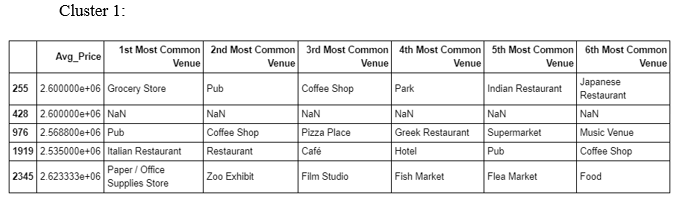 Cluster 1:
Avg_Price 1st Most Common Venue 2nd Most Common Venue 3rd Most Common Venue 4th Most Common Venue 5th Most Common Venue 6th Most Common Venue
255 2.600000e+06 Grocery Store Pub Coffee Shop Park Indian Restaurant Japanese Restaurant
428 2.600000e+06 NaN NaN NaN NaN NaN NaN
976 2.568800e+06 Pub Coffee Shop Pizza Place Greek Restaurant Supermarket Music Venue
1919 2.535000e+06 Italian Restaurant Restaurant Café Hotel Pub Coffee Shop
2345 2.623333e+06 Paper / Office Supplies Store Zoo Exhibit Film Studio Fish Market Flea Market Food